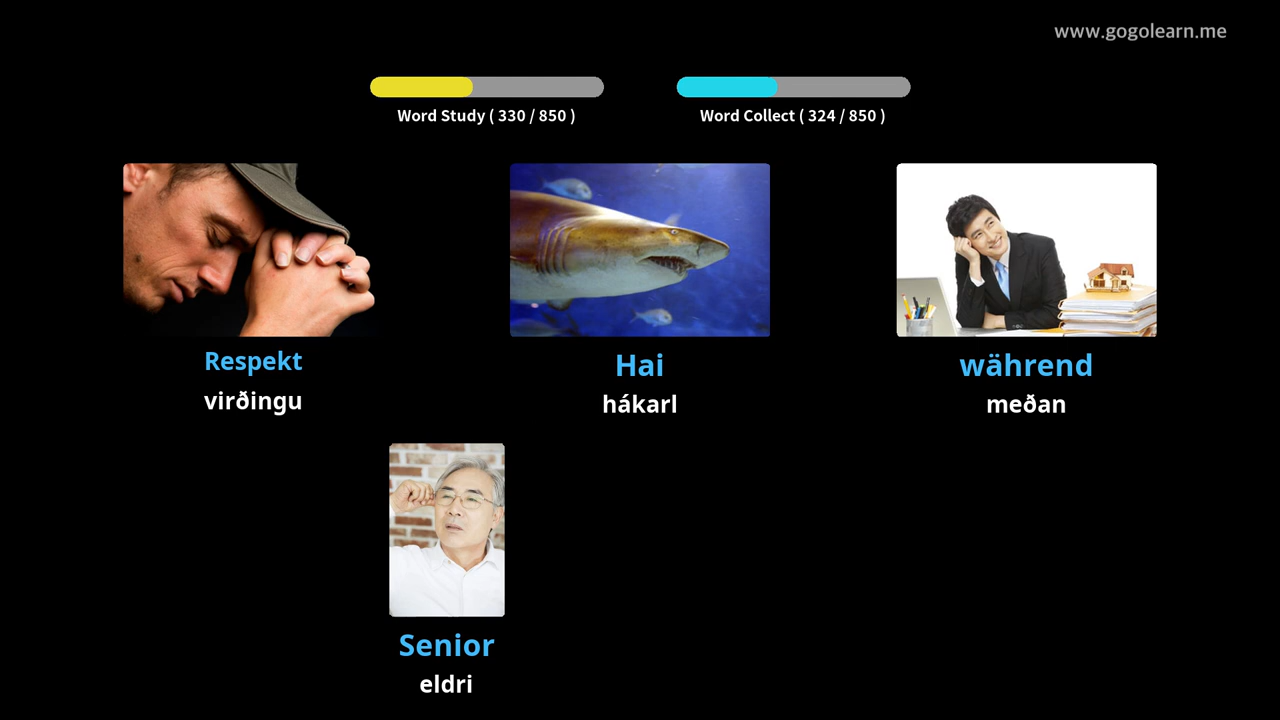 www.gogolearn.me
Word Study ( 330 / 850 )
Word Collect ( 324 / 850 )
Respekt
virðingu
Hai
hákarl
während
meðan
Senior
eldri